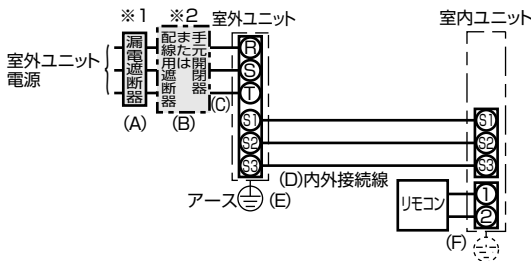 ※1
※2
室外ユニット
室内ユニット
室外ユニット
電源
漏電遮断器
手元開閉器
または
配線用遮断器
R
S
T
(A)
(B)
(C)
S1
S2
S3
S1
S2
S3
(D)内外接続線
アース
(E)
リモコン
1
2
(F)